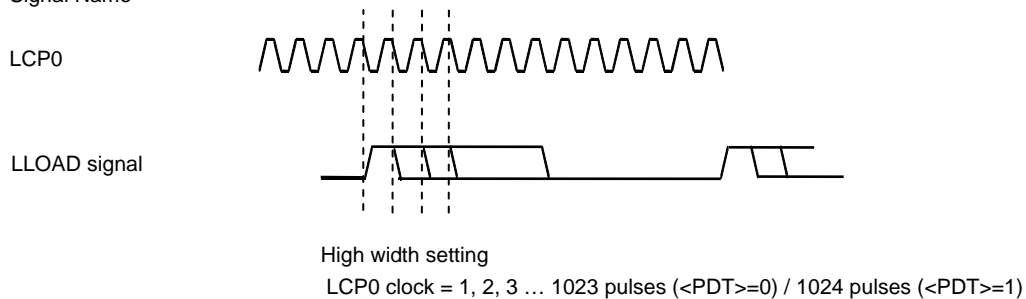 Signal Name
LCP0
LLOAD signal
High width setting
LCP0 clock = 1, 2, 3 … 1023 pulses (<PDT>=0) / 1024 pulses (<PDT>=1)